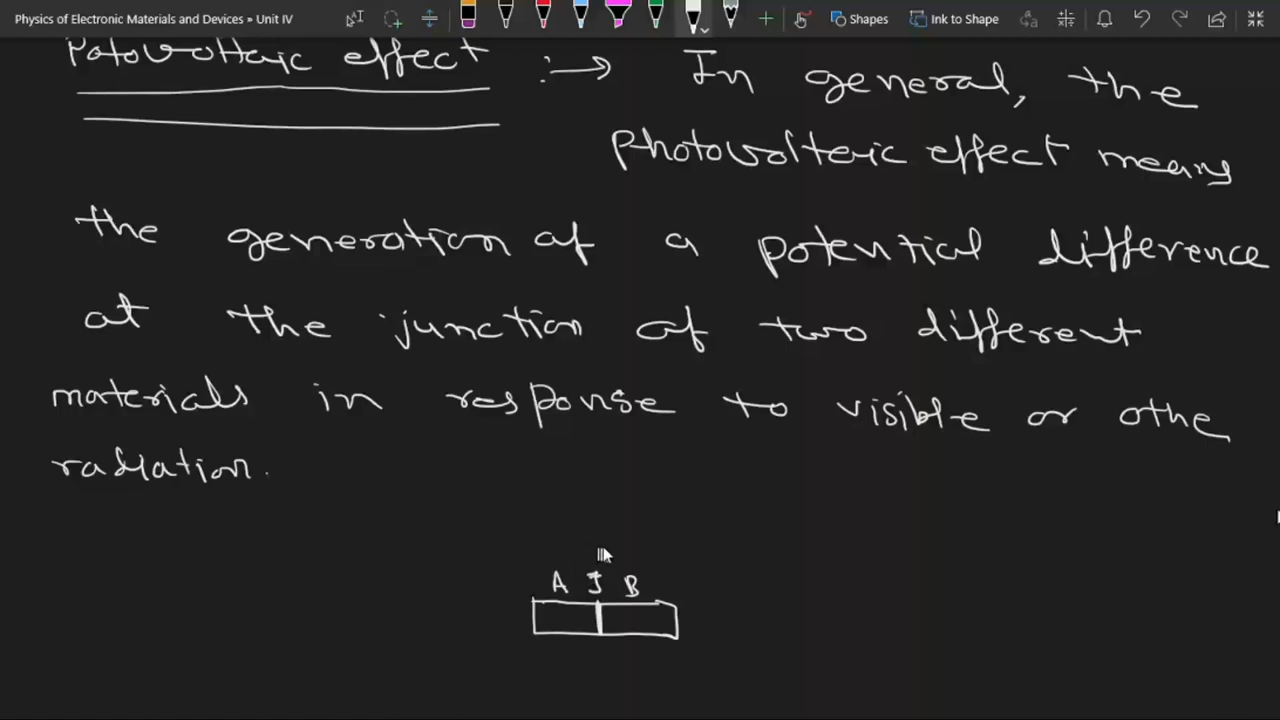 Physics of Electronic Materials and Devices » Unit IV
Shapes
Ink to Shape
Potovoltaic effect :→ In general, the
photovoltaic effect means
the generation of a potential difference
at the junction of two different
materials in response to visible or othe
radiation.
A J B